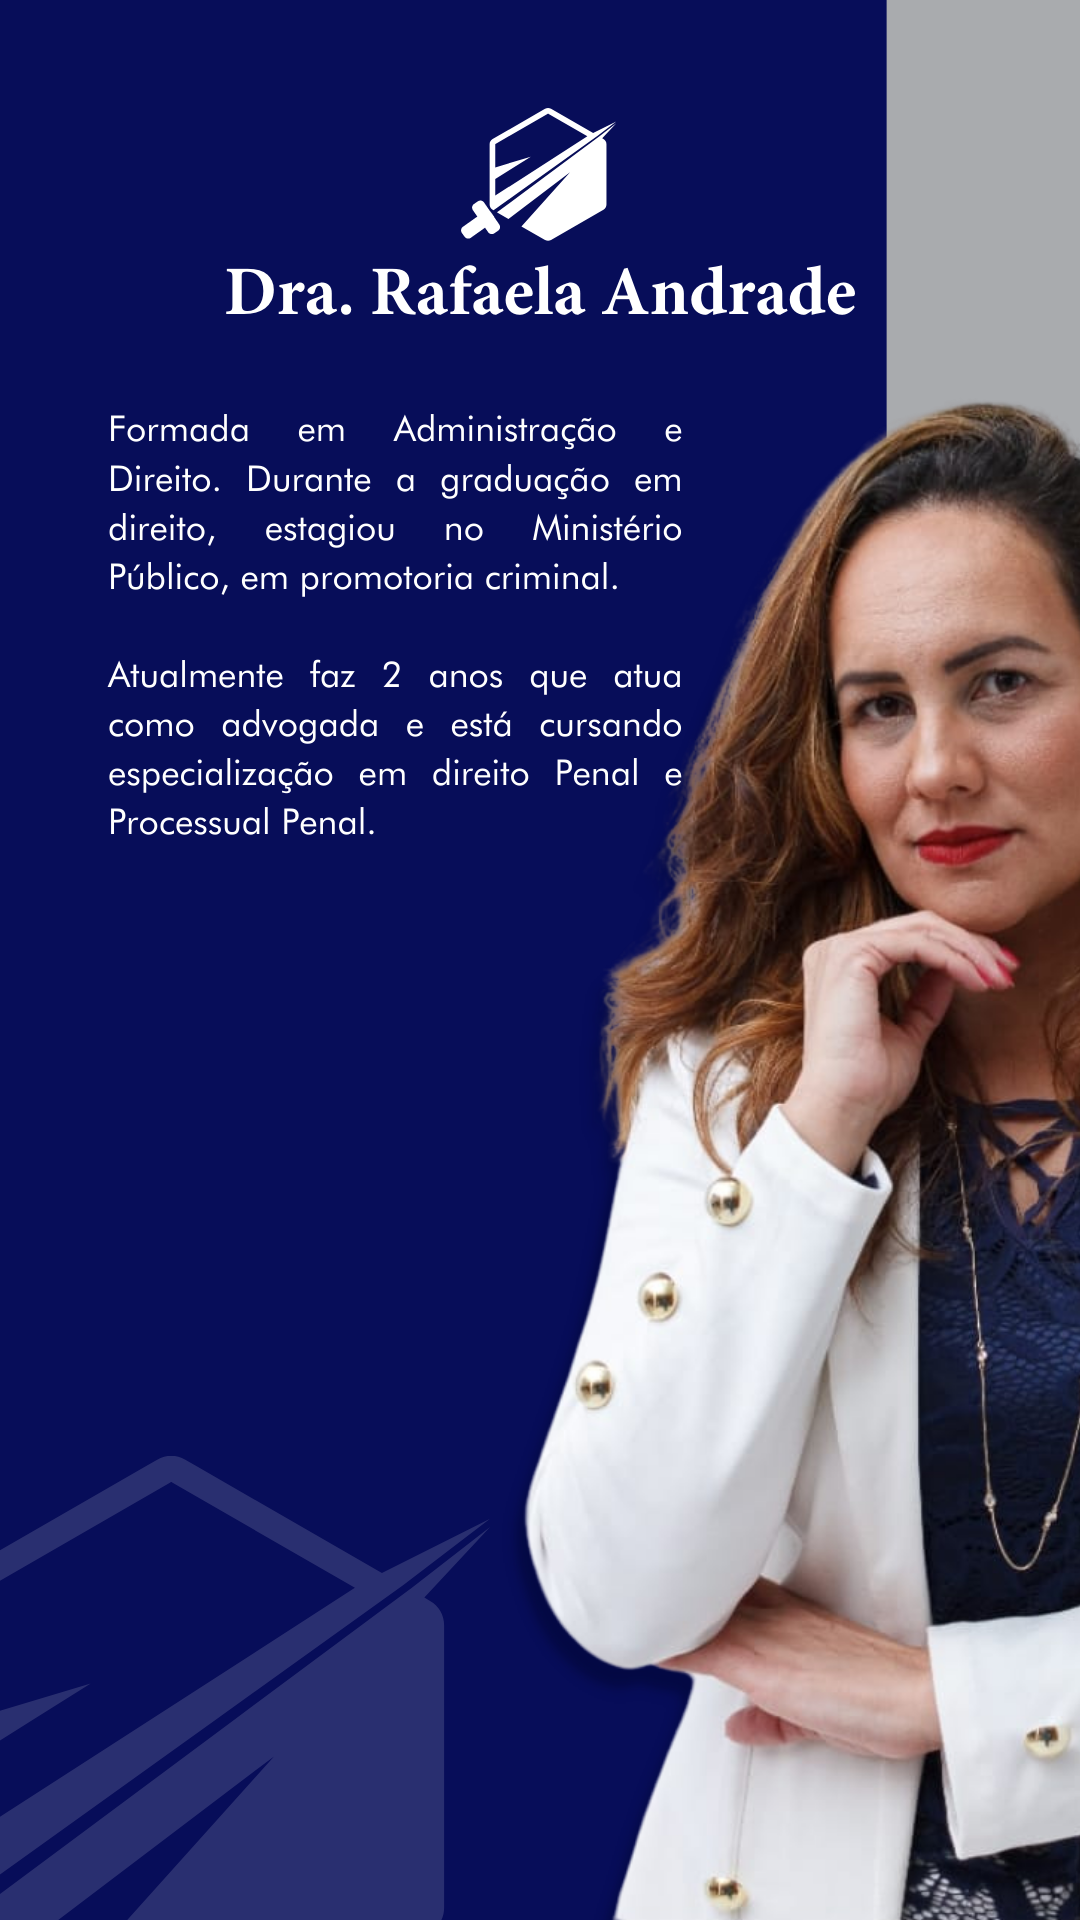 Dra. Rafaela Andrade
Formada em Administração e
Direito. Durante a graduação em
direito, estagiou no Ministério
Público, em promotoria criminal.
Atualmente faz 2 anos que atua
como advogada e está cursando
especialização em direito Penal e
Processual Penal.